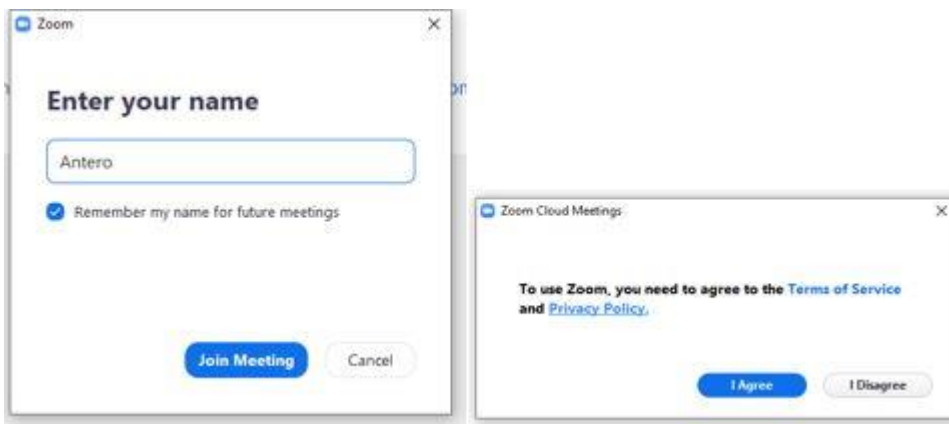 Zoom
Enter your name
Antero
Remember my name for future meetings
Join Meeting
Cancel
Zoom Cloud Meetings
To use Zoom, you need to agree to the Terms of Service
and Privacy Policy.
I Agree
I Disagree